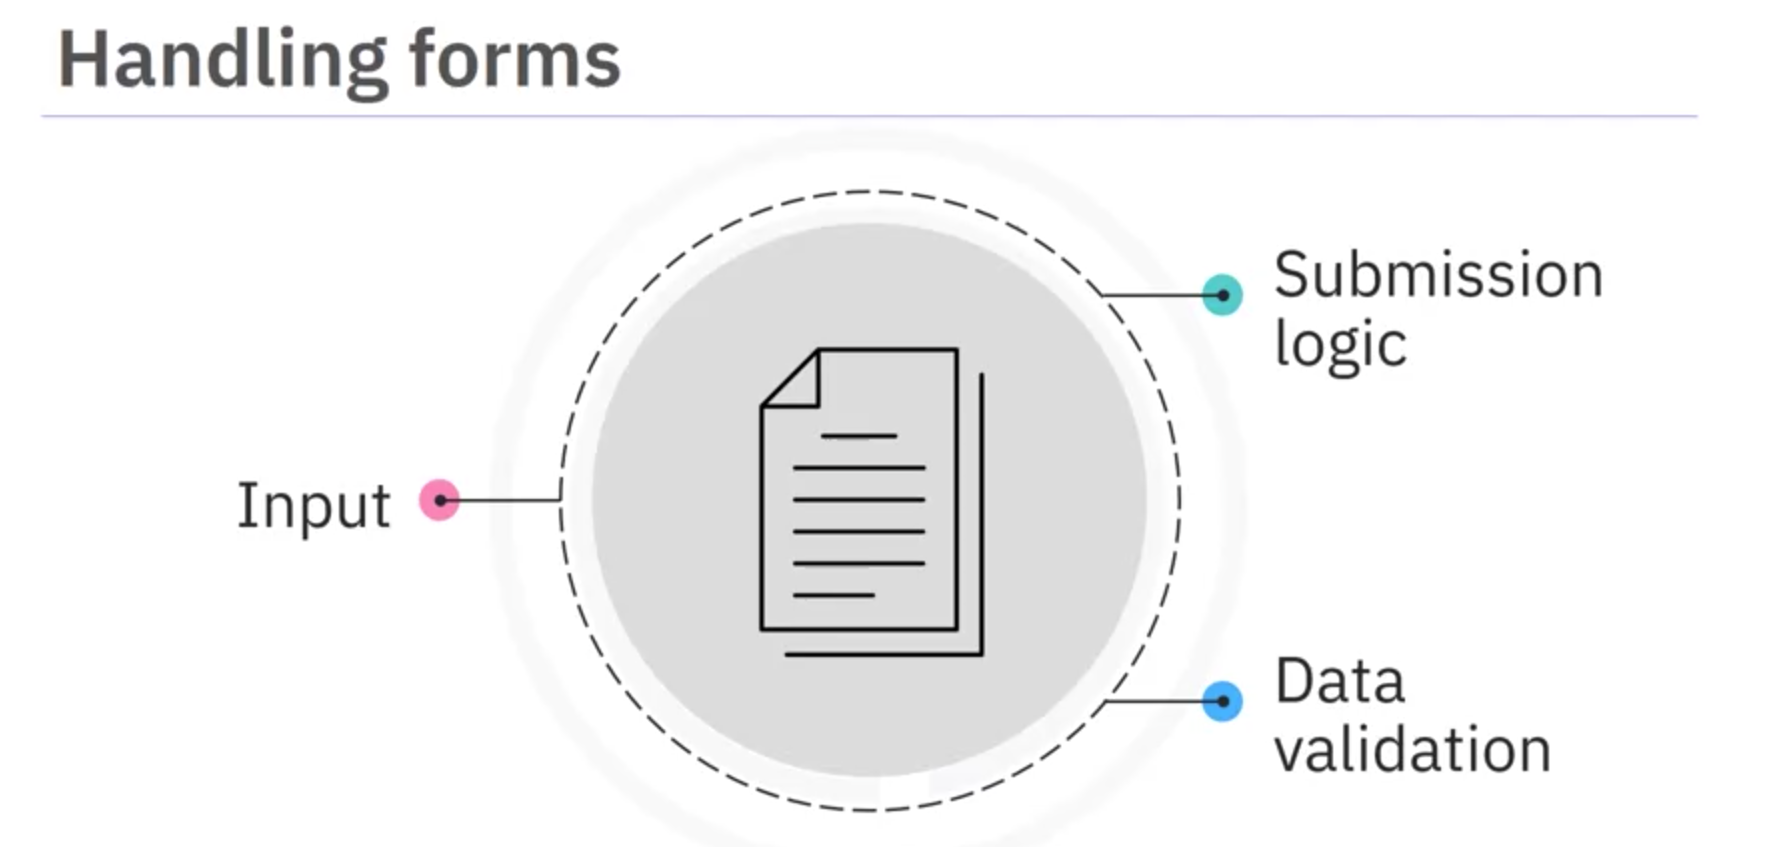 Handling forms
Submission
logic
Input
Data
validation